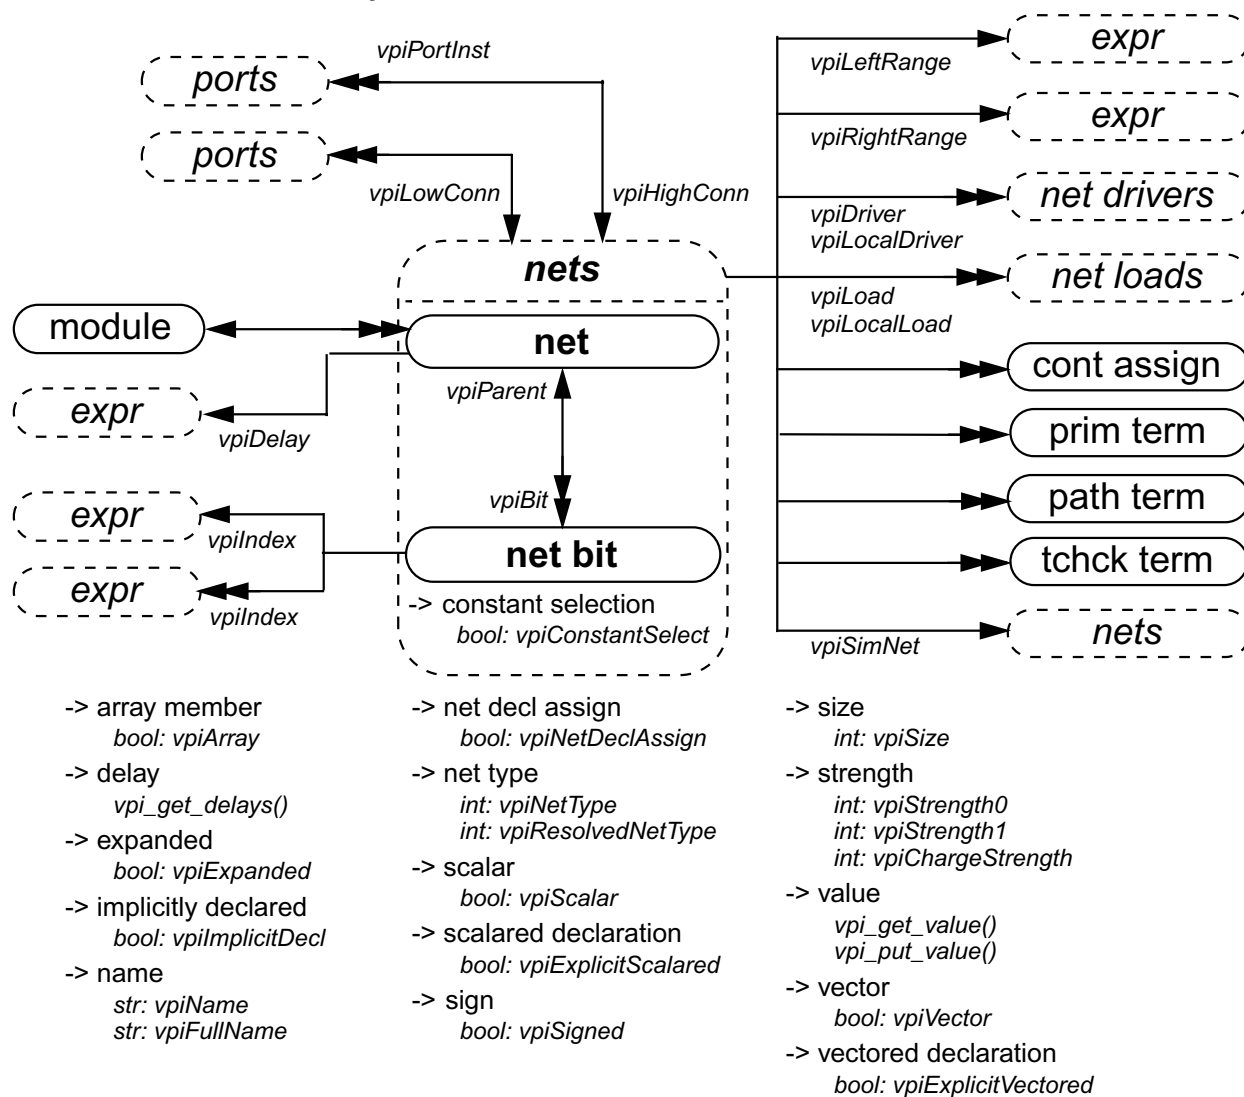 vpiPortInst
ports
ports
vpiLowConn
vpiHighConn
nets
module
net
expr
vpiDelay
vpiParent
vpiBit
expr
vpiIndex
expr
vpiIndex
net bit
-> constant selection
bool: vpiConstantSelect
expr
vpiLeftRange
expr
vpiRightRange
net drivers
vpiDriver
vpiLocalDriver
net loads
vpiLoad
vpiLocalLoad
cont assign
prim term
path term
tchck term
nets
vpiSimNet
-> array member
bool: vpiArray
-> delay
vpi_get_delays()
-> expanded
bool: vpiExpanded
-> implicitly declared
bool: vpiImplicitDecl
-> name
str: vpiName
str: vpiFullName
-> net decl assign
bool: vpiNetDeclAssign
-> net type
int: vpiNetType
int: vpiResolvedNetType
-> scalar
bool: vpiScalar
-> scalared declaration
bool: vpiExplicitScalared
-> sign
bool: vpiSigned
-> size
int: vpiSize
-> strength
int: vpiStrength0
int: vpiStrength1
int: vpiChargeStrength
-> value
vpi_get_value()
vpi_put_value()
-> vector
bool: vpiVector
-> vectored declaration
bool: vpiExplicitVectored